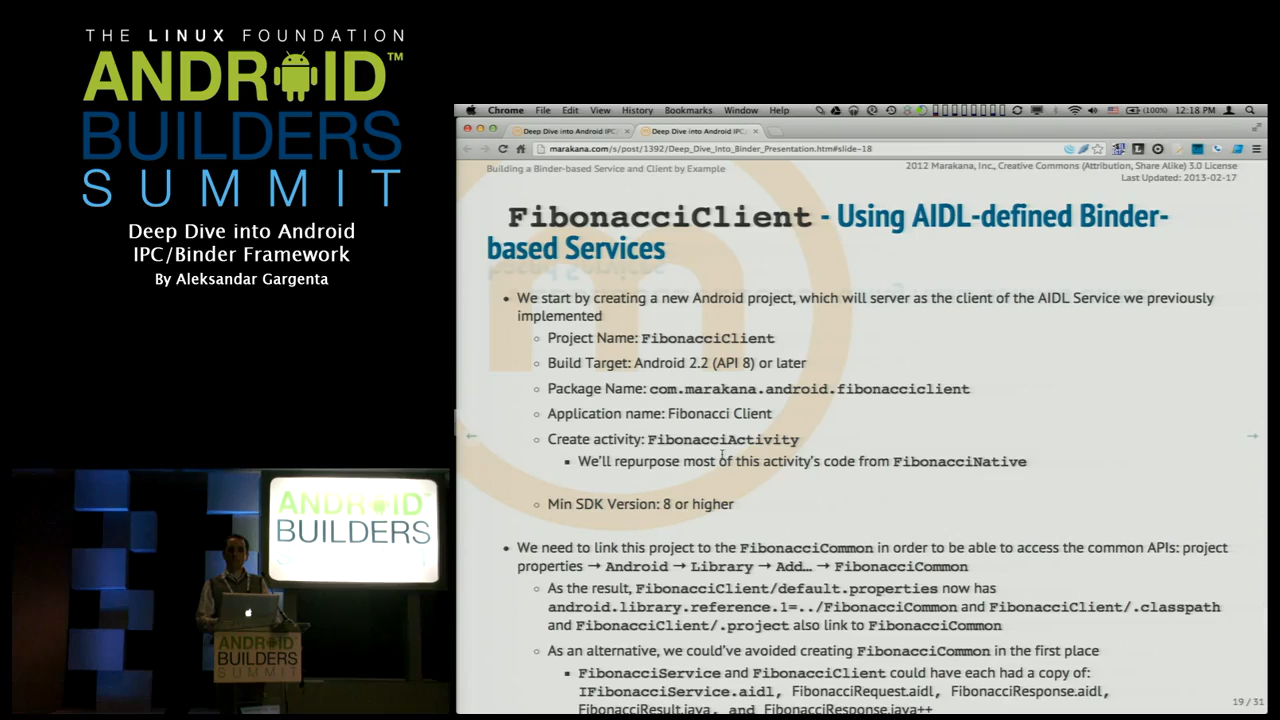 THE LINUX FOUNDATION
ANDROID™
BUILDERS
SUMMIT
Deep Dive into Android
IPC/Binder Framework
By Aleksandar Gargenta
Chrome File Edit View History Bookmarks Window Help (100%) 12:18 PM
Deep Dive into Android IPC/ Deep Dive into Android IPC/
marakana.com/s/post/1392/Deep_Dive_Into_Binder_Presentation.htm#slide-18
Building a Binder-based Service and Client by Example
2012 Marakana, Inc., Creative Commons (Attribution, Share Alike) 3.0 License
Last Updated: 2013-02-17
FibonacciClient - Using AIDL-defined Binder-
based Services
• We start by creating a new Android project, which will server as the client of the AIDL Service we previously
implemented
Project Name: FibonacciClient
Build Target: Android 2.2 (API 8) or later
Package Name: com.marakana.android.fibonacciclient
Application name: Fibonacci Client
Create activity: FibonacciActivity
We'll repurpose most of this activity's code from FibonacciNative
Min SDK Version: 8 or higher
• We need to link this project to the FibonacciCommon in order to be able to access the common APIs: project
properties → Android → Library → Add… → FibonacciCommon
As the result, FibonacciClient/default.properties now has
android.library.reference.1=../FibonacciCommon and FibonacciClient/.classpath
and FibonacciClient/.project also link to FibonacciCommon
As an alternative, we could've avoided creating FibonacciCommon in the first place
FibonacciService and FibonacciClient could have each had a copy of:
IFibonacciService.aidl, FibonacciRequest.aidl, FibonacciResponse.aidl,
FibonacciResult.java, and FibonacciResponse.java++
19 / 31
ANDROID™
BUILDERS
ANDROID
BUILDERS
SUMMIT